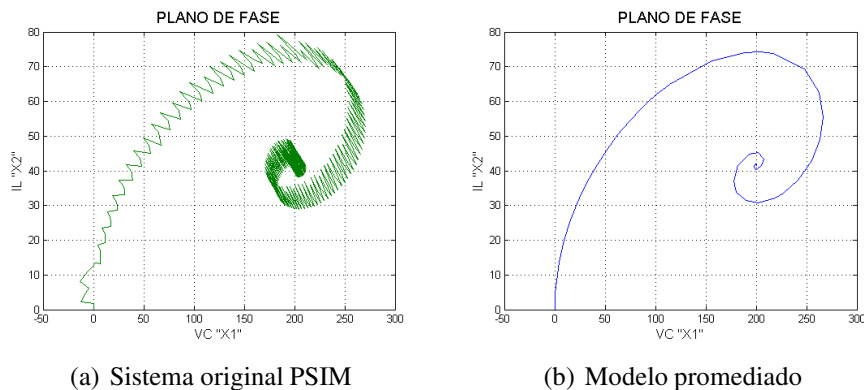 PLANO DE FASE
80
70
60
50
40
30
20
10
0
IL "X2"
-50 0 50 100 150 200 250 300
VC "X1"
(a) Sistema original PSIM
PLANO DE FASE
80
70
60
50
40
30
20
10
0
IL "X2"
-50 0 50 100 150 200 250 300
VC "X1"
(b) Modelo promediado